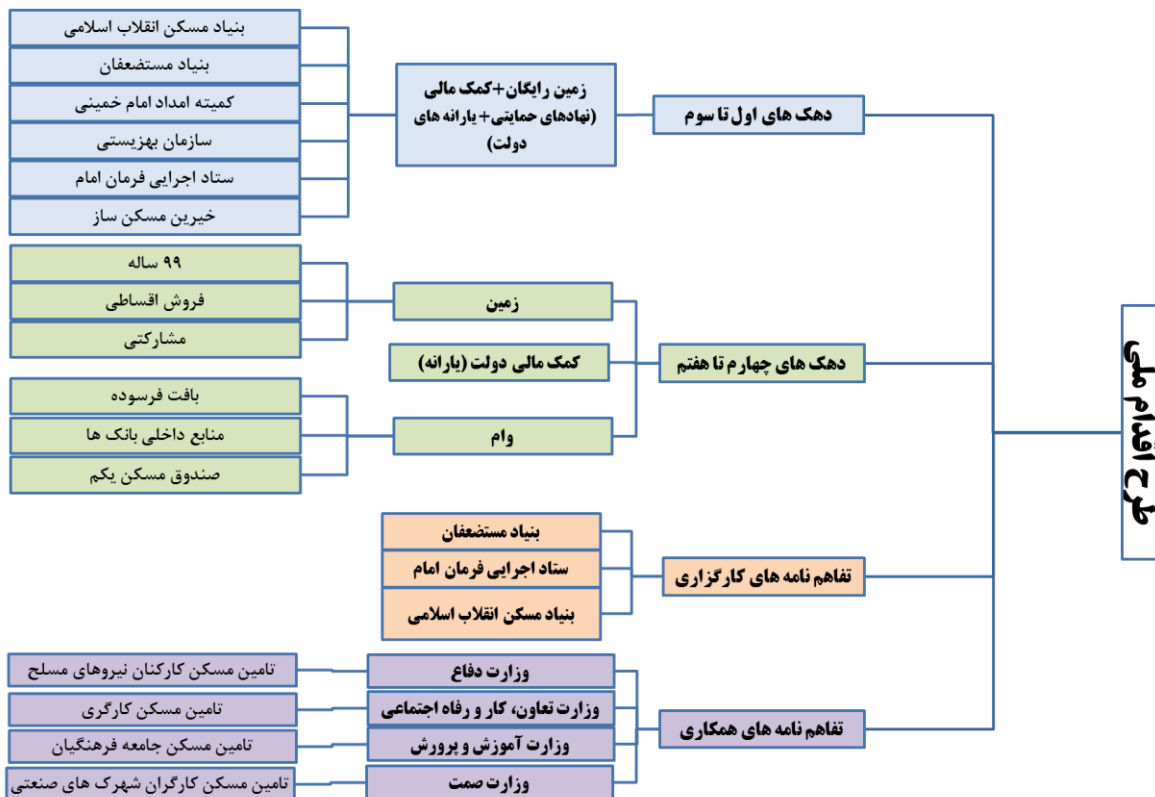 طرح اقدام ملی
دهک های اول تا سوم
زمین رایگان+کمک مالی
(نهادهای حمایتی+یارانه های
دولت)
بنیاد مسکن انقلاب اسلامی
بنیاد مستضعفان
کمیته امداد امام خمینی
سازمان بهزیستی
ستاد اجرایی فرمان امام
خیرین مسکن ساز
دهک های چهارم تا هفتم
زمین
۹۹ ساله
فروش اقساطی
مشارکتی
کمک مالی دولت (یارانه)
وام
بافت فرسوده
منابع داخلی بانک ها
صندوق مسکن یکم
تفاهم نامه های کارگزاری
بنیاد مستضعفان
ستاد اجرایی فرمان امام
بنیاد مسکن انقلاب اسلامی
تفاهم نامه های همکاری
وزارت دفاع
تامین مسکن کارکنان نیروهای مسلح
وزارت تعاون، کار و رفاه اجتماعی
تامین مسکن کارگری
وزارت آموزش و پرورش
تامین مسکن جامعه فرهنگیان
وزارت صمت
تامین مسکن کارگران شهرک های صنعتی